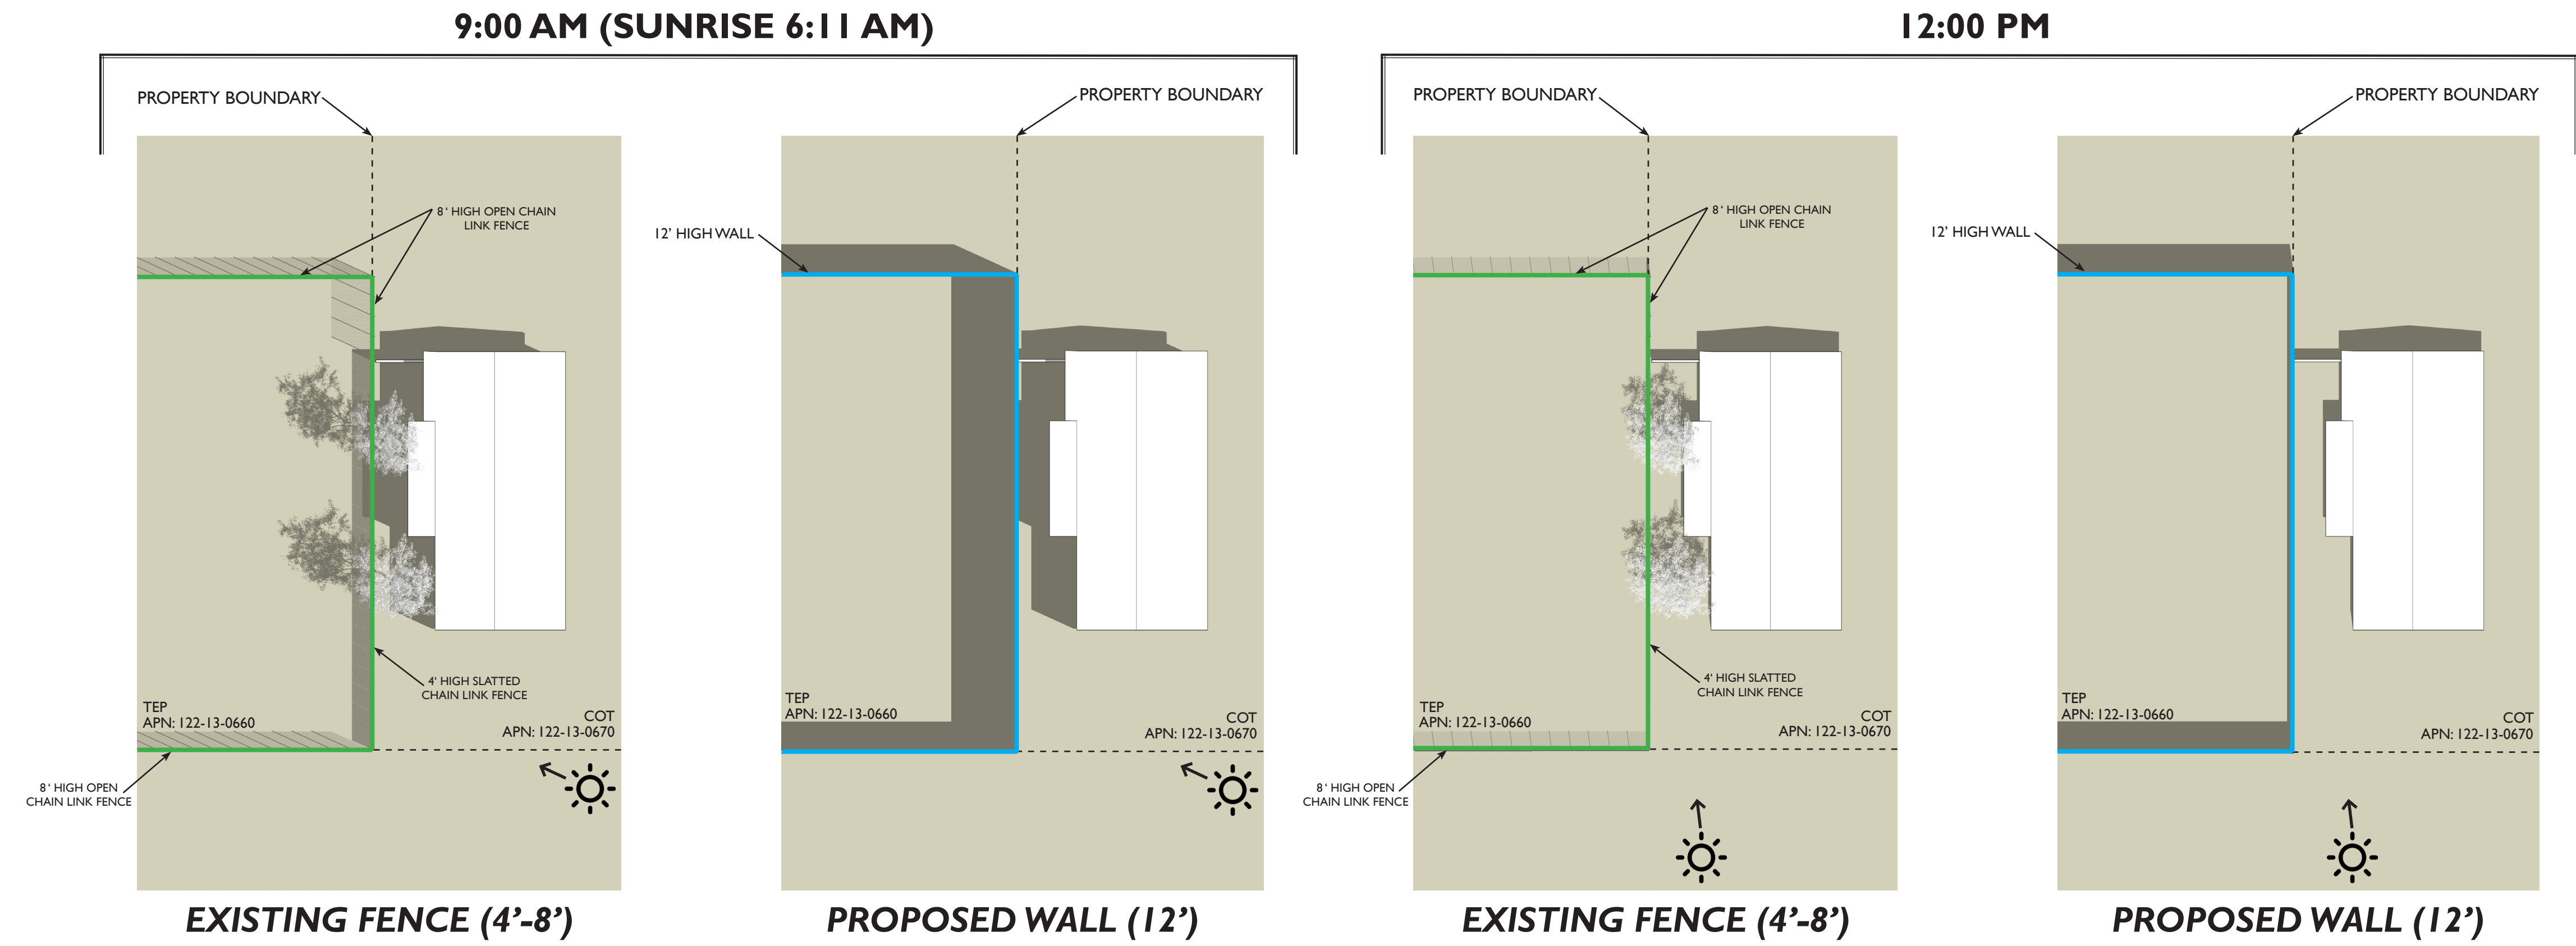 9:00 AM (SUNRISE 6:11 AM)
12:00 PM
PROPERTY BOUNDARY
8' HIGH OPEN CHAIN
LINK FENCE
4' HIGH SLATTED
CHAIN LINK FENCE
TEP
APN: 122-13-0660
COT
APN: 122-13-0670
8' HIGH OPEN
CHAIN LINK FENCE
EXISTING FENCE (4'-8')
PROPERTY BOUNDARY
12' HIGH WALL
TEP
APN: 122-13-0660
COT
APN: 122-13-0670
PROPOSED WALL (12')
PROPERTY BOUNDARY
8' HIGH OPEN CHAIN
LINK FENCE
4' HIGH SLATTED
CHAIN LINK FENCE
TEP
APN: 122-13-0660
COT
APN: 122-13-0670
8' HIGH OPEN
CHAIN LINK FENCE
EXISTING FENCE (4'-8')
PROPERTY BOUNDARY
12' HIGH WALL
TEP
APN: 122-13-0660
COT
APN: 122-13-0670
PROPOSED WALL (12')